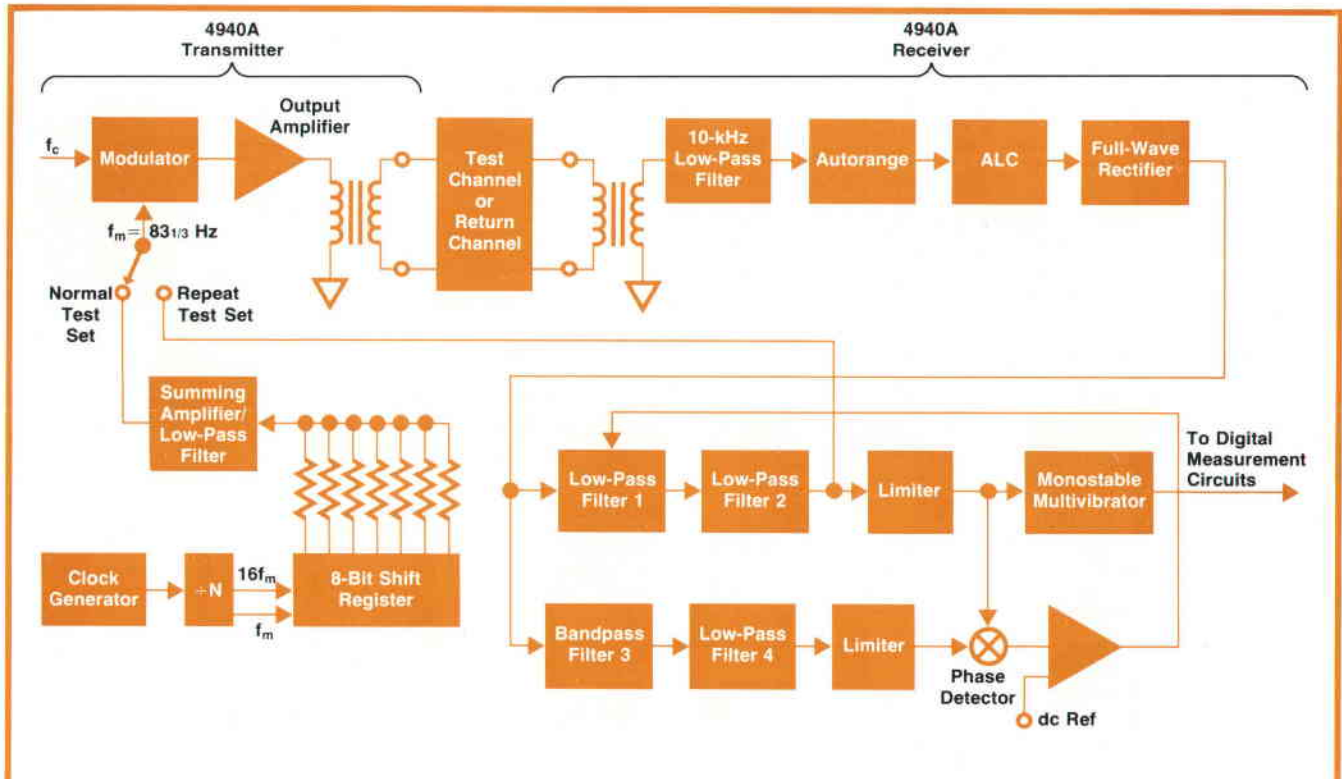 4940A
Transmitter
4940A
Receiver
Output
Amplifier
fc
Modulator
Test
Channel
or
Return
Channel
10-kHz
Low-Pass
Filter
Autorange
ALC
Full-Wave
Rectifier
fm= 831/3 Hz
Normal
Test
Set
Repeat
Test Set
Summing
Amplifier/
Low-Pass
Filter
Low-Pass
Filter 1
Low-Pass
Filter 2
Limiter
Monostable
Multivibrator
To Digital
Measurement
Circuits
Clock
Generator
÷N
16fm
fm
8-Bit Shift
Register
Bandpass
Filter 3
Low-Pass
Filter 4
Limiter
Phase
Detector
dc Ref